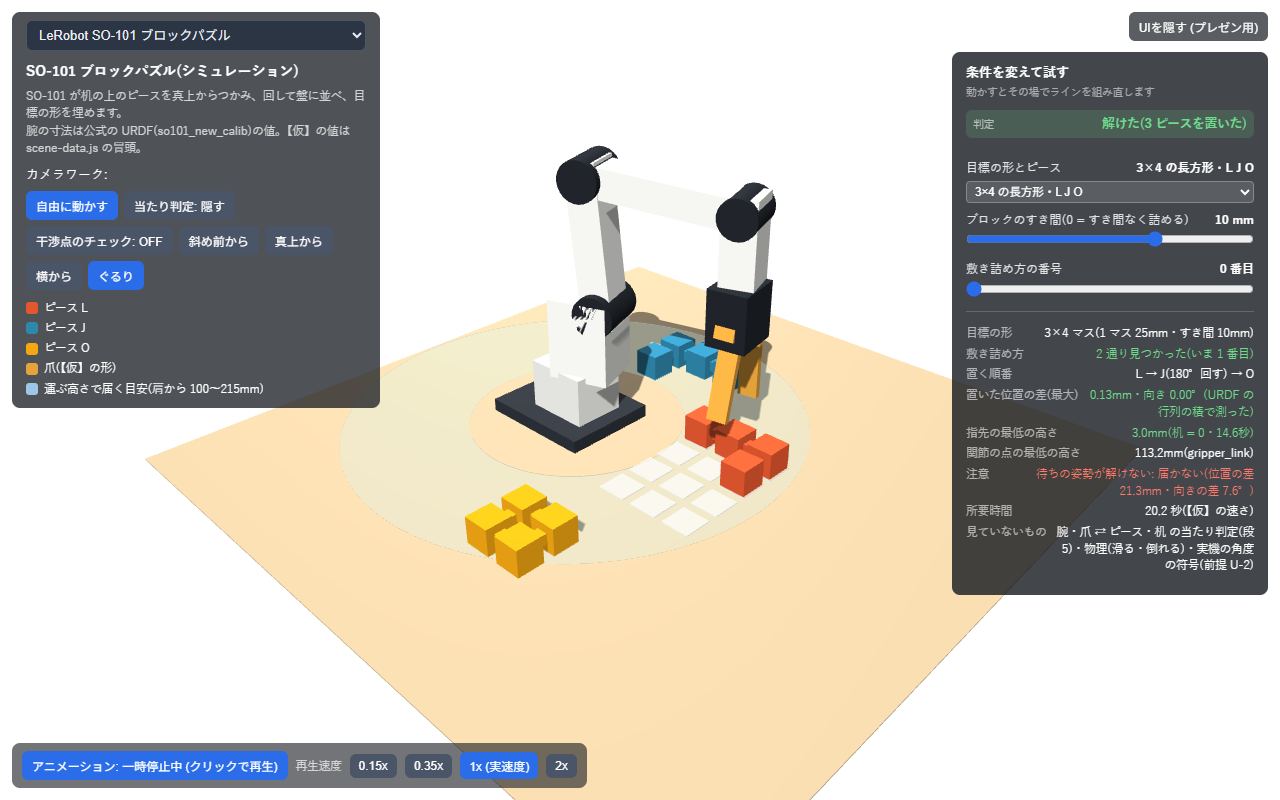 LeRobot SO-101 ブロックパズル
SO-101 ブロックパズル(シミュレーション)
SO-101 が机の上のピースを真上からつかみ、回して盤に並べ、目
標の形を埋めます。
腕の寸法は公式の URDF(so101_new_calib)の値。【仮】の値は
scene-data.js の冒頭。
カメラワーク:
自由に動かす
当たり判定: 隠す
干渉点のチェック: OFF
斜め前から
真上から
横から
ぐるり
ピース L
ピース J
ピース O
爪(【仮】の形)
運ぶ高さで届く目安(肩から 100〜215mm)
UIを隠す (プレゼン用)
条件を変えて試す
動かすとその場でラインを組み直します
判定 解けた(3 ピースを置いた)
目標の形とピース 3×4 の長方形・L J O
3×4 の長方形・L J O
ブロックのすき間(0 = すき間なく詰める) 10 mm
敷き詰め方の番号 0 番目
目標の形 3×4 マス(1 マス 25mm・すき間 10mm)
敷き詰め方 2 通り見つかった(いま 1 番目)
置く順番 L → J(180° 回す) → O
置いた位置の差(最大) 0.13mm・向き 0.00° (URDF の
行列の積で測った)
指先の最低の高さ 3.0mm(机 = 0・14.6秒)
関節の点の最低の高さ 113.2mm(gripper_link)
注意 待ちの姿勢が解けない: 届かない(位置の差
21.3mm・向きの差 7.6° )
所要時間 20.2 秒(【仮】の速さ)
見ていないもの 腕・爪 ⇄ ピース・机 の当たり判定(段
5)・物理(滑る・倒れる)・実機の角度
の符号(前提 U-2)
アニメーション: 一時停止中 (クリックで再生)
再生速度
0.15x
0.35x
1x (実速度)
2x